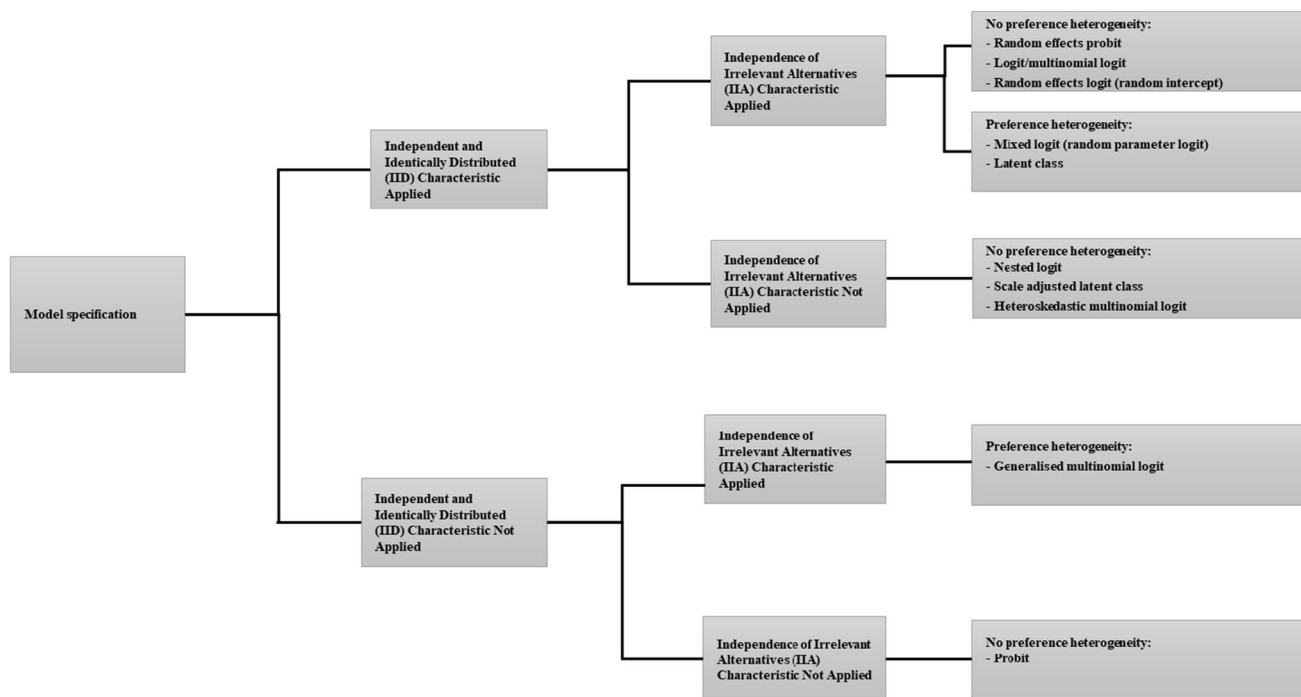 Model specification
Independent and
Identically Distributed
(IID) Characteristic
Applied
Independent and
Identically Distributed
(IID) Characteristic Not
Applied
Independence of
Irrelevant Alternatives
(IIA) Characteristic
Applied
Independence of
Irrelevant Alternatives
(IIA) Characteristic Not
Applied
Independence of
Irrelevant Alternatives
(IIA) Characteristic
Applied
Independence of Irrelevant
Alternatives (IIA)
Characteristic Not Applied
No preference heterogeneity:
- Random effects probit
- Logit/multinomial logit
- Random effects logit (random intercept)
Preference heterogeneity:
- Mixed logit (random parameter logit)
- Latent class
No preference heterogeneity:
- Nested logit
- Scale adjusted latent class
- Heteroskedastic multinomial logit
Preference heterogeneity:
- Generalised multinomial logit
No preference heterogeneity:
- Probit